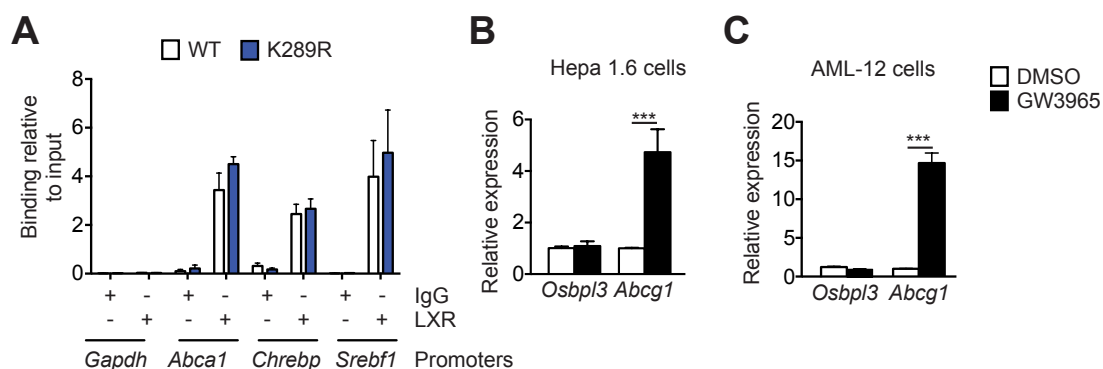 A
WT K289R
Binding relative
to input
8
6
4
2
0
+ - + - + - + - IgG
- + - + - + - + LXR
Gapdh Abca1 Chrebp Srebf1 Promoters
B
Hepa 1.6 cells
Relative expression
6
4
2
0
***
Osbpl3 Abcg1
C
AML-12 cells
Relative expression
20
15
10
5
0
***
Osbpl3 Abcg1
DMSO
GW3965